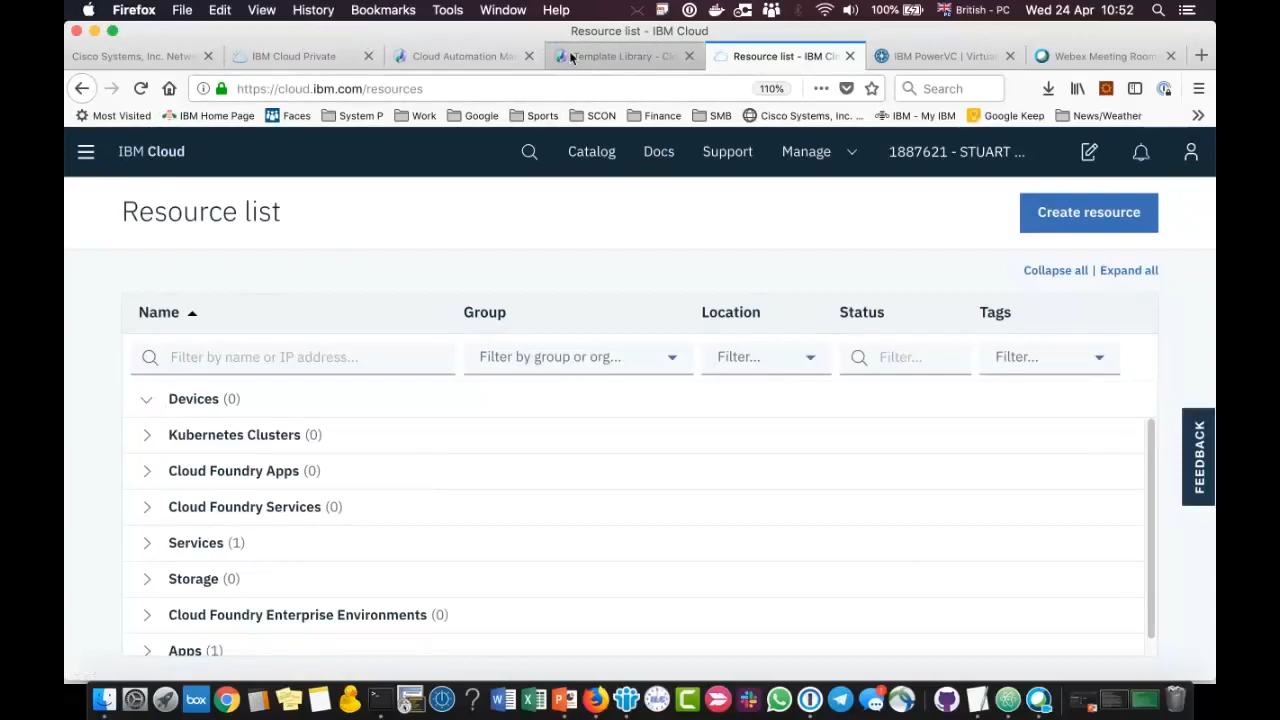 Firefox File Edit View History Bookmarks Tools Window Help 100% British - PC Wed 24 Apr 10:52
Resource list - IBM Cloud
Cisco Systems, Inc. Netw IBM Cloud Private Cloud Automation Ma Template Library - Cl Resource list - IBM Cl IBM PowerVC | Virtual Webex Meeting Room
https://cloud.ibm.com/resources 110% Search
Most Visited IBM Home Page Faces System P Work Google Sports SCON Finance SMB Cisco Systems, Inc. ... IBM - My IBM Google Keep News/Weather
IBM Cloud Catalog Docs Support Manage 1887621 - STUART ...
Resource list
Create resource
Collapse all | Expand all
Name Group Location Status Tags
Filter by name or IP address... Filter by group or org... Filter... Filter... Filter...
Devices (0)
Kubernetes Clusters (0)
Cloud Foundry Apps (0)
Cloud Foundry Services (0)
Services (1)
Storage (0)
Cloud Foundry Enterprise Environments (0)
Apps (1)
FEEDBACK
box